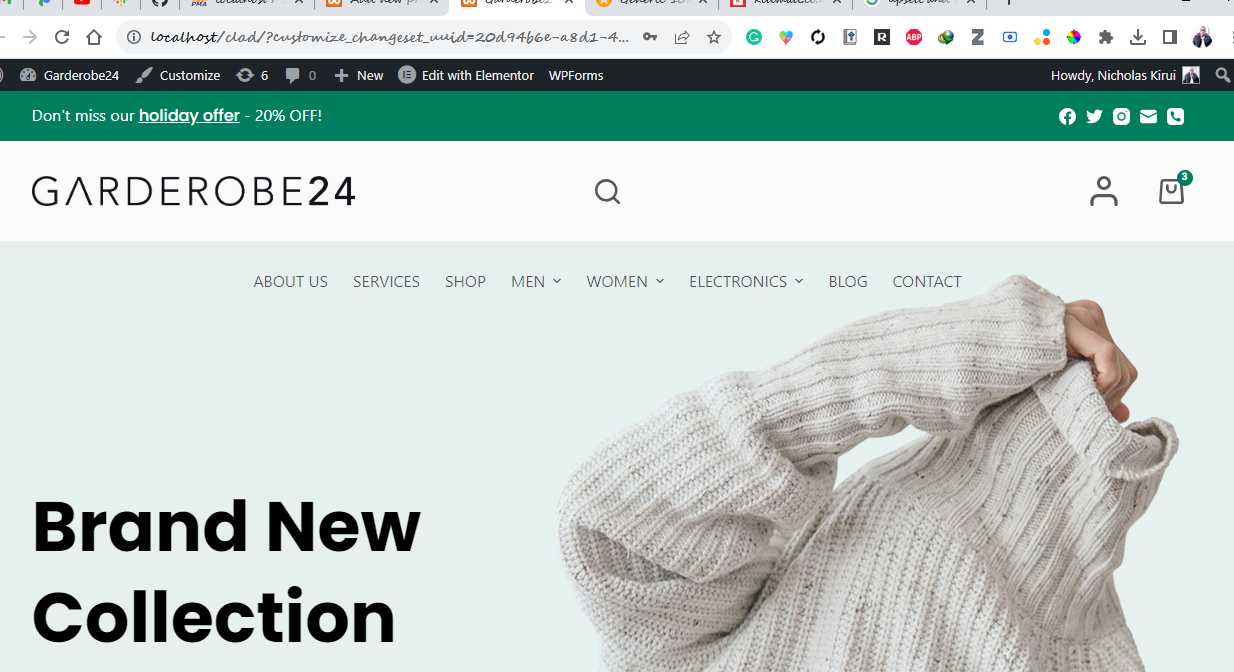 localhost/clad/?customize_changeset_uuid=20d94b6e-a8d1-4...
Garderobe24 Customize 6 0 New Edit with Elementor WPForms Howdy, Nicholas Kirui
Don't miss our holiday offer - 20% OFF!
GARDEROBE24
3
ABOUT US SERVICES SHOP MEN WOMEN ELECTRONICS BLOG CONTACT
Brand New
Collection